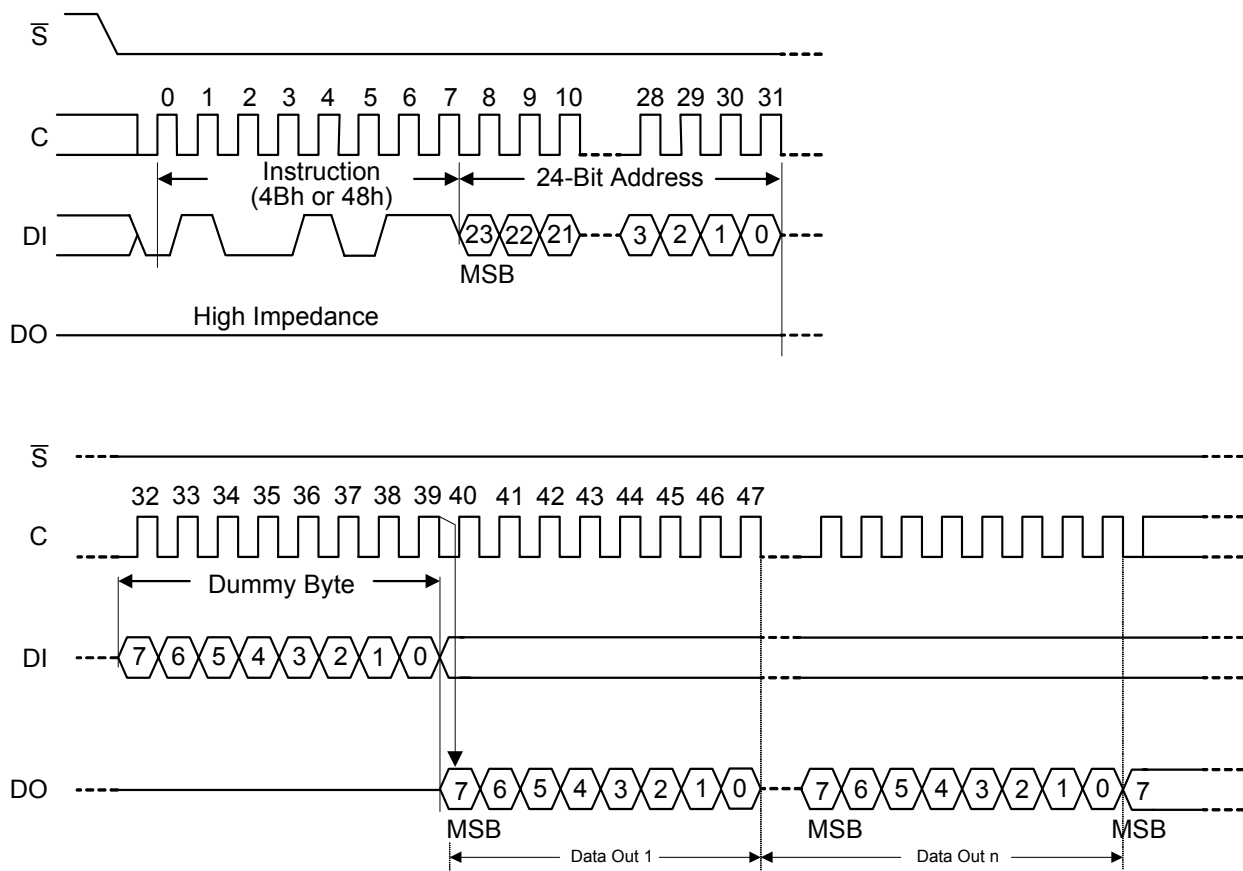 S
0 1 2 3 4 5 6 7 8 9 10 28 29 30 31
C
Instruction
(4Bh or 48h)
24-Bit Address
DI
23 22 21 3 2 1 0
MSB
High Impedance
DO
S
32 33 34 35 36 37 38 39 40 41 42 43 44 45 46 47
C
Dummy Byte
DI
7 6 5 4 3 2 1 0
DO
7 6 5 4 3 2 1 0 7 6 5 4 3 2 1 0 7
MSB MSB MSB
Data Out 1 Data Out n